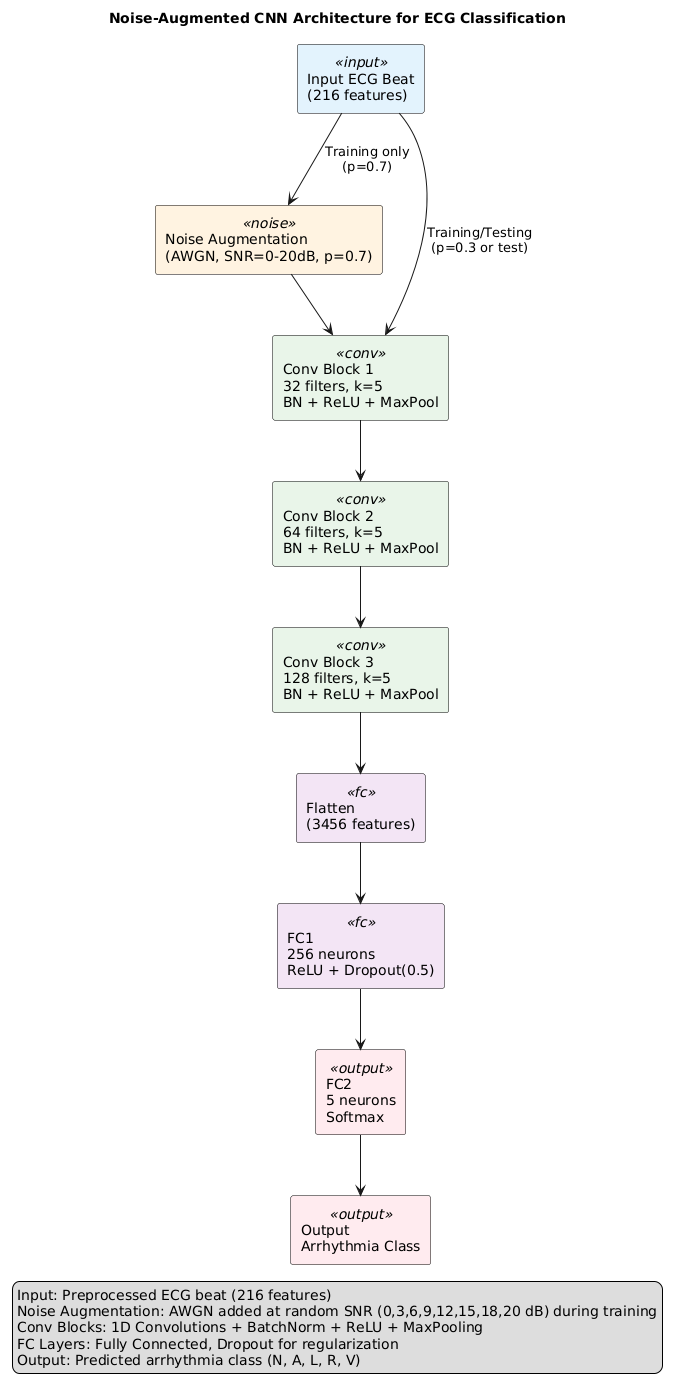 Noise-Augmented CNN Architecture for ECG Classification
«input»
Input ECG Beat
(216 features)
Training only
(p=0.7)
«noise»
Noise Augmentation
(AWGN, SNR=0-20dB, p=0.7)
Training/Testing
(p=0.3 or test)
«conv»
Conv Block 1
32 filters, k=5
BN + ReLU + MaxPool
«conv»
Conv Block 2
64 filters, k=5
BN + ReLU + MaxPool
«conv»
Conv Block 3
128 filters, k=5
BN + ReLU + MaxPool
«fc»
Flatten
(3456 features)
«fc»
FC1
256 neurons
ReLU + Dropout(0.5)
«output»
FC2
5 neurons
Softmax
«output»
Output
Arrhythmia Class
Input: Preprocessed ECG beat (216 features)
Noise Augmentation: AWGN added at random SNR (0,3,6,9,12,15,18,20 dB) during training
Conv Blocks: 1D Convolutions + BatchNorm + ReLU + MaxPooling
FC Layers: Fully Connected, Dropout for regularization
Output: Predicted arrhythmia class (N, A, L, R, V)